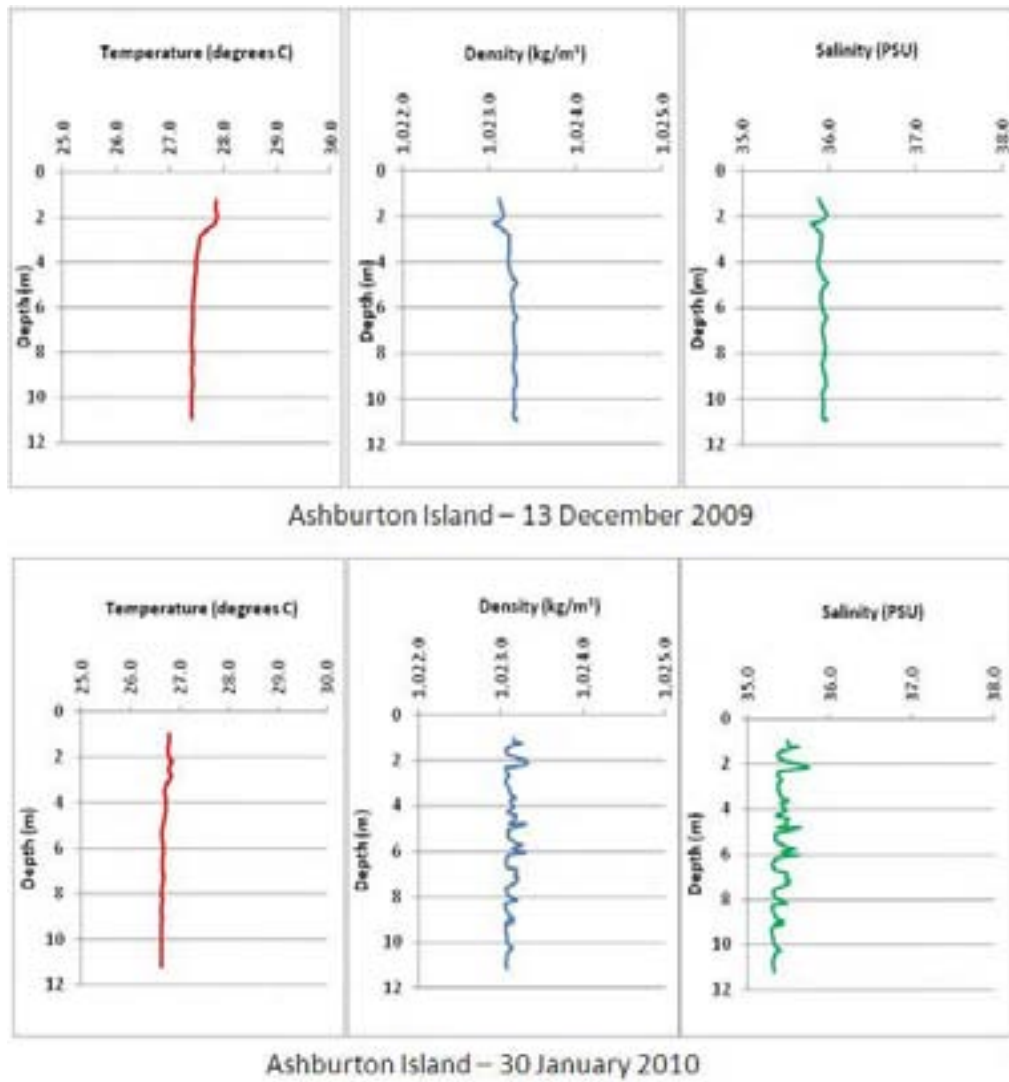 Temperature (degrees C)
25.0 26.0 27.0 28.0 29.0 30.0
0
2
4
6
8
10
12
Depth (m)
Density (kg/m³)
1,022.0 1,023.0 1,024.0 1,025.0
0
2
4
6
8
10
12
Depth (m)
Salinity (PSU)
35.0 36.0 37.0 38.0
0
2
4
6
8
10
12
Depth (m)
Ashburton Island – 13 December 2009
Temperature (degrees C)
25.0 26.0 27.0 28.0 29.0 30.0
0
2
4
6
8
10
12
Depth (m)
Density (kg/m³)
1,022.0 1,023.0 1,024.0 1,025.0
0
2
4
6
8
10
12
Depth (m)
Salinity (PSU)
35.0 36.0 37.0 38.0
0
2
4
6
8
10
12
Depth (m)
Ashburton Island – 30 January 2010